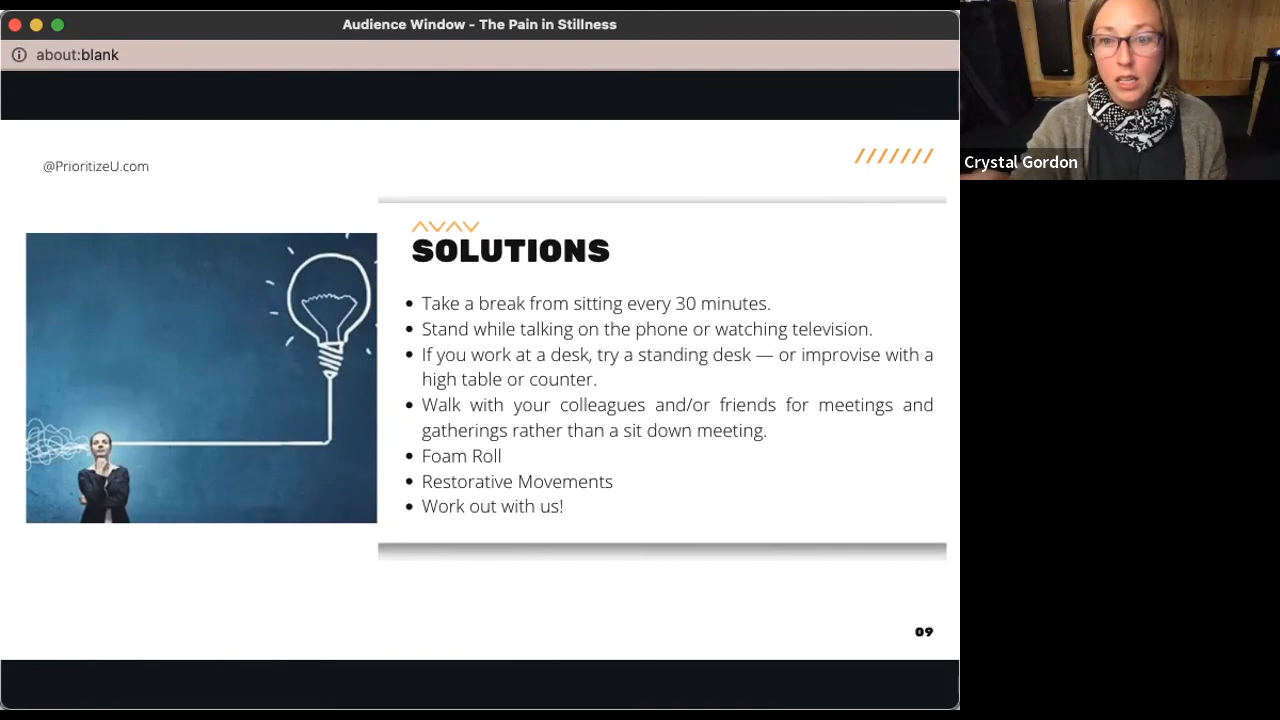 Audience Window - The Pain in Stillness
about:blank
@PrioritizeU.com
SOLUTIONS
Take a break from sitting every 30 minutes.
Stand while talking on the phone or watching television.
If you work at a desk, try a standing desk — or improvise with a
high table or counter.
Walk with your colleagues and/or friends for meetings and
gatherings rather than a sit down meeting.
Foam Roll
Restorative Movements
Work out with us!
09
Crystal Gordon